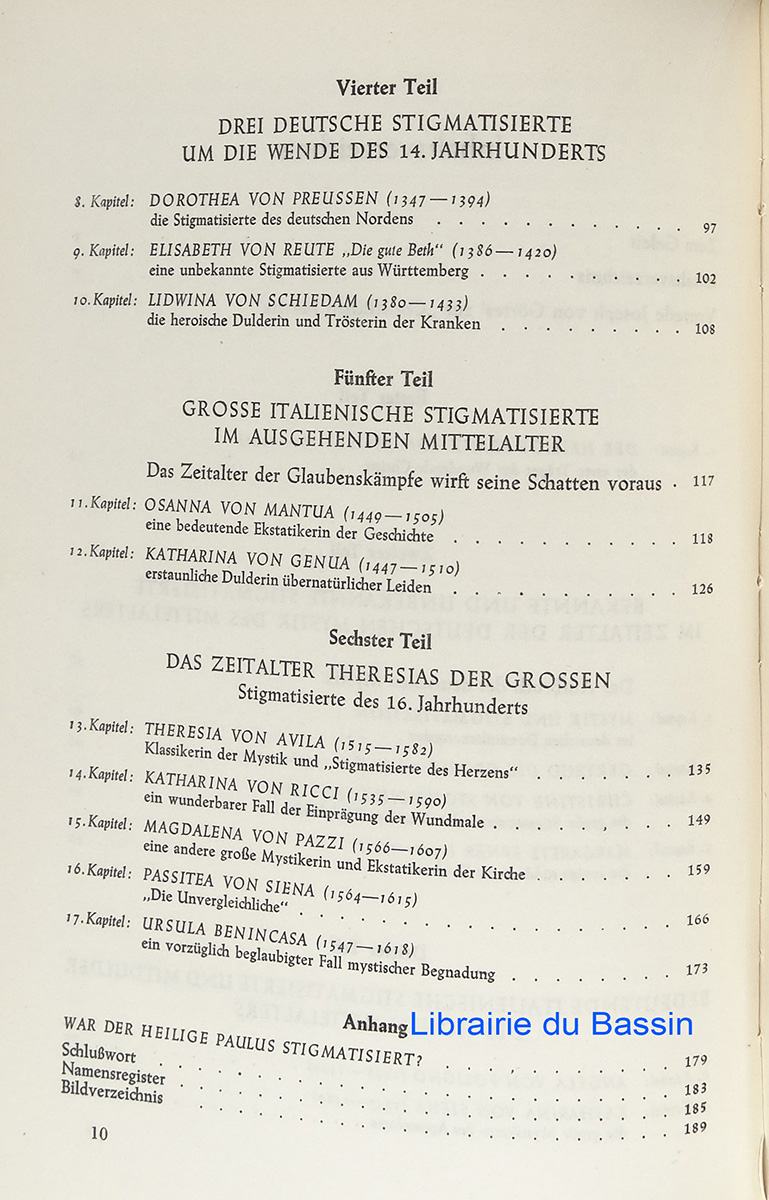 Vierter Teil
DREI DEUTSCHE STIGMATISIERTE
UM DIE WENDE DES 14. JAHRHUNDERTS
8. Kapitel: DOROTHEA VON PREUSSEN (1347—1394)
die Stigmatisierte des deutschen Nordens . . . . . . . . . . . 97
9. Kapitel: ELISABETH VON REUTE „Die gute Beth“ (1386—1420)
eine unbekannte Stigmatisierte aus Württemberg . . . . . . . . . . 102
10. Kapitel: LIDWINA VON SCHIEDAM (1380—1433)
die heroische Dulderin und Trösterin der Kranken . . . . . . . . . 108
Fünfter Teil
GROSSE ITALIENISCHE STIGMATISIERTE
IM AUSGEHENDEN MITTELALTER
Das Zeitalter der Glaubenskämpfe wirft seine Schatten voraus . 117
11. Kapitel: OSANNA VON MANTUA (1449—1505)
eine bedeutende Ekstatikerin der Geschichte . . . . . . . . . . . 118
12. Kapitel: KATHARINA VON GENUA (1447—1510)
erstaunliche Dulderin übernatürlicher Leiden . . . . . . . . . . . 126
Sechster Teil
DAS ZEITALTER THERESIAS DER GROSSEN
Stigmatisierte des 16. Jahrhunderts
13. Kapitel: THERESIA VON AVILA (1515—1582)
Klassikerin der Mystik und „Stigmatisierte des Herzens“ . . . . . . . 135
14. Kapitel: KATHARINA VON RICCI (1535—1590)
ein wunderbarer Fall der Einprägung der Wundmale . . . . . . . . . 149
15. Kapitel: MAGDALENA VON PAZZI (1566—1607)
eine andere große Mystikerin und Ekstatikerin der Kirche . . . . . . . 159
16. Kapitel: PASSITEA VON SIENA (1564—1615)
„Die Unvergleichliche“ . . . . . . . . . . . . . . . . . . 166
17. Kapitel: URSULA BENINCASA (1547—1618)
ein vorzüglich beglaubigter Fall mystischer Begnadung . . . . . . . . 173
Anhang Librairie du Bassin
WAR DER HEILIGE PAULUS STIGMATISIERT? . . . . . . . . . . . . 179
Schlußwort . . . . . . . . . . . . . . . . . . . . . . . . . . 183
Namensregister . . . . . . . . . . . . . . . . . . . . . . . . 185
Bildverzeichnis . . . . . . . . . . . . . . . . . . . . . . . . 189
10